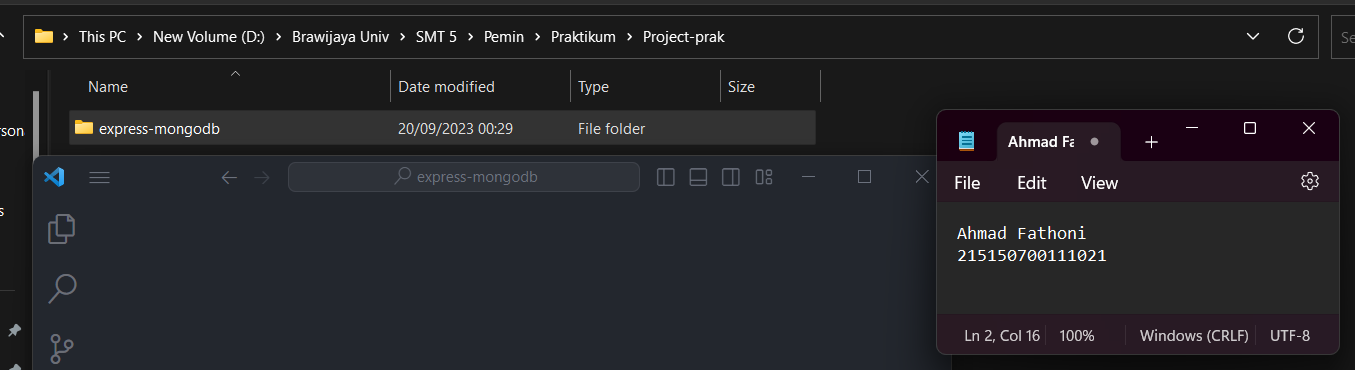 This PC > New Volume (D:) > Brawijaya Univ > SMT 5 > Pemin > Praktikum > Project-prak
Se
Name Date modified Type Size
express-mongodb 20/09/2023 00:29 File folder
erson
s
express-mongodb
Ahmad Fa
File Edit View
Ahmad Fathoni
215150700111021
Ln 2, Col 16 100% Windows (CRLF) UTF-8